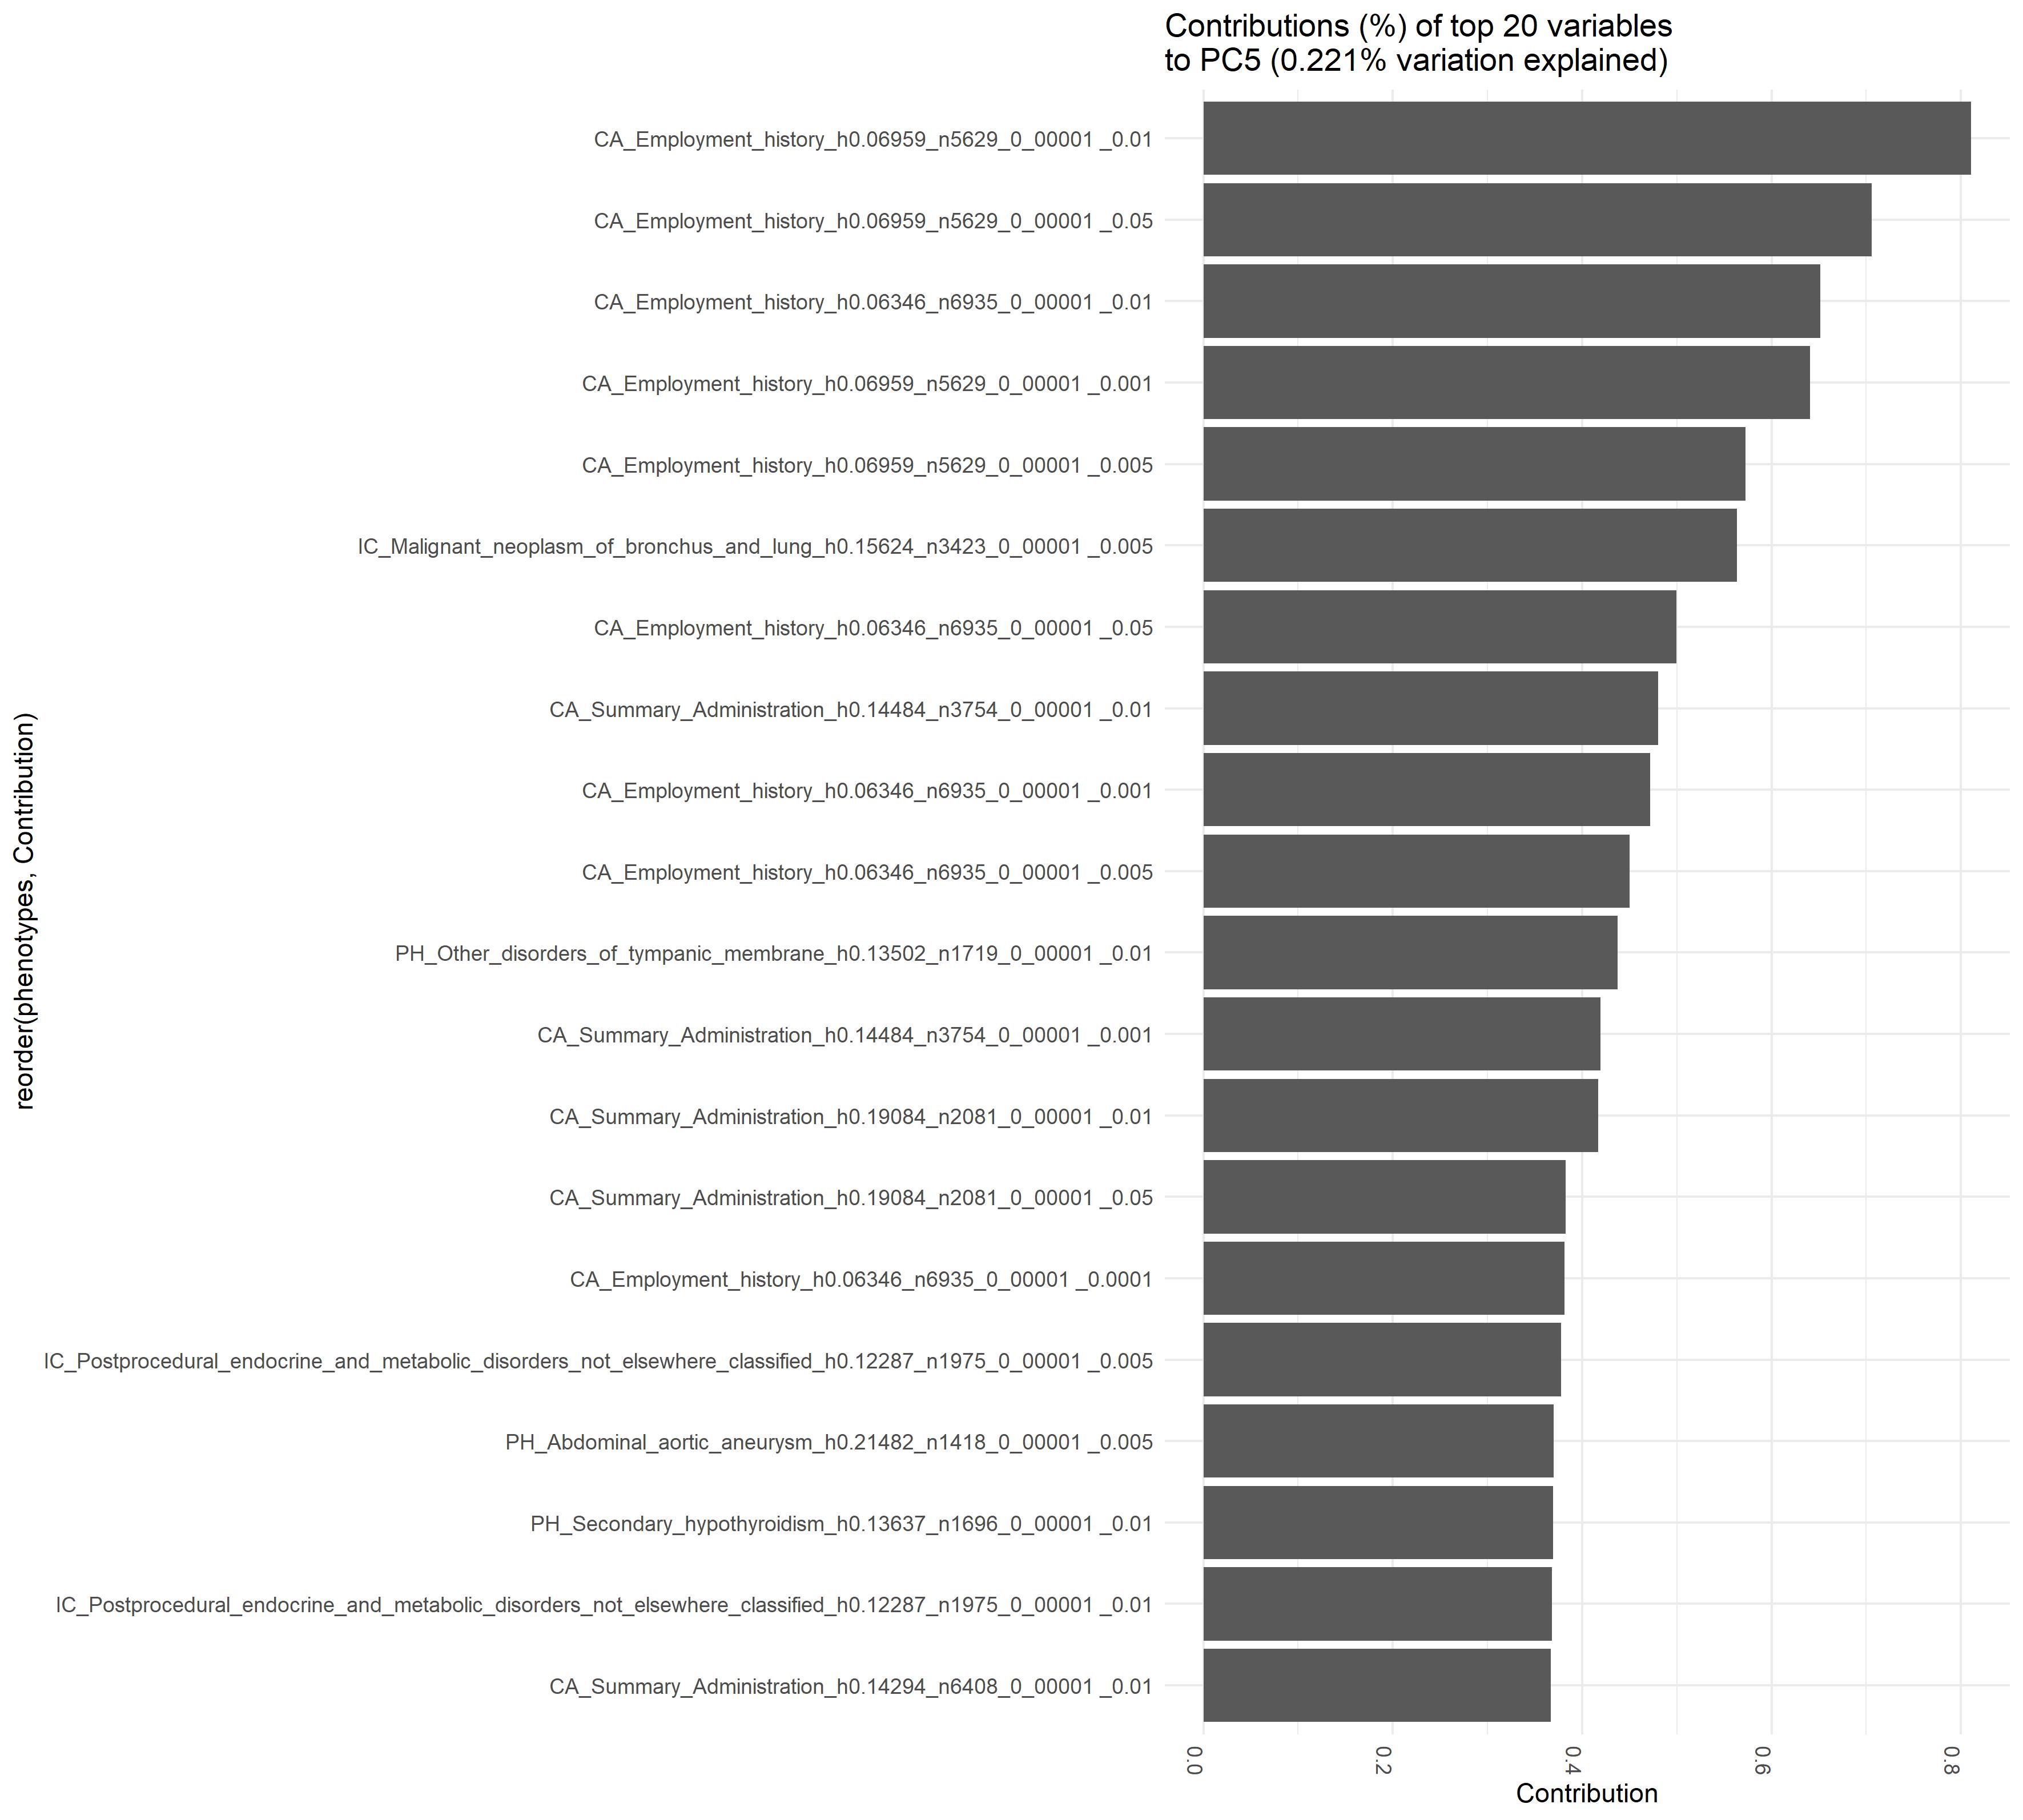 Contributions (%) of top 20 variables
to PC5 (0.221% variation explained)
reorder(phenotypes, Contribution)
CA_Employment_history_h0.06959_n5629_0_00001 _0.01
CA_Employment_history_h0.06959_n5629_0_00001 _0.05
CA_Employment_history_h0.06346_n6935_0_00001 _0.01
CA_Employment_history_h0.06959_n5629_0_00001 _0.001
CA_Employment_history_h0.06959_n5629_0_00001 _0.005
IC_Malignant_neoplasm_of_bronchus_and_lung_h0.15624_n3423_0_00001 _0.005
CA_Employment_history_h0.06346_n6935_0_00001 _0.05
CA_Summary_Administration_h0.14484_n3754_0_00001 _0.01
CA_Employment_history_h0.06346_n6935_0_00001 _0.001
CA_Employment_history_h0.06346_n6935_0_00001 _0.005
PH_Other_disorders_of_tympanic_membrane_h0.13502_n1719_0_00001 _0.01
CA_Summary_Administration_h0.14484_n3754_0_00001 _0.001
CA_Summary_Administration_h0.19084_n2081_0_00001 _0.01
CA_Summary_Administration_h0.19084_n2081_0_00001 _0.05
CA_Employment_history_h0.06346_n6935_0_00001 _0.0001
IC_Postprocedural_endocrine_and_metabolic_disorders_not_elsewhere_classified_h0.12287_n1975_0_00001 _0.005
PH_Abdominal_aortic_aneurysm_h0.21482_n1418_0_00001 _0.005
PH_Secondary_hypothyroidism_h0.13637_n1696_0_00001 _0.01
IC_Postprocedural_endocrine_and_metabolic_disorders_not_elsewhere_classified_h0.12287_n1975_0_00001 _0.01
CA_Summary_Administration_h0.14294_n6408_0_00001 _0.01
0.0
0.2
0.4
0.6
0.8
Contribution